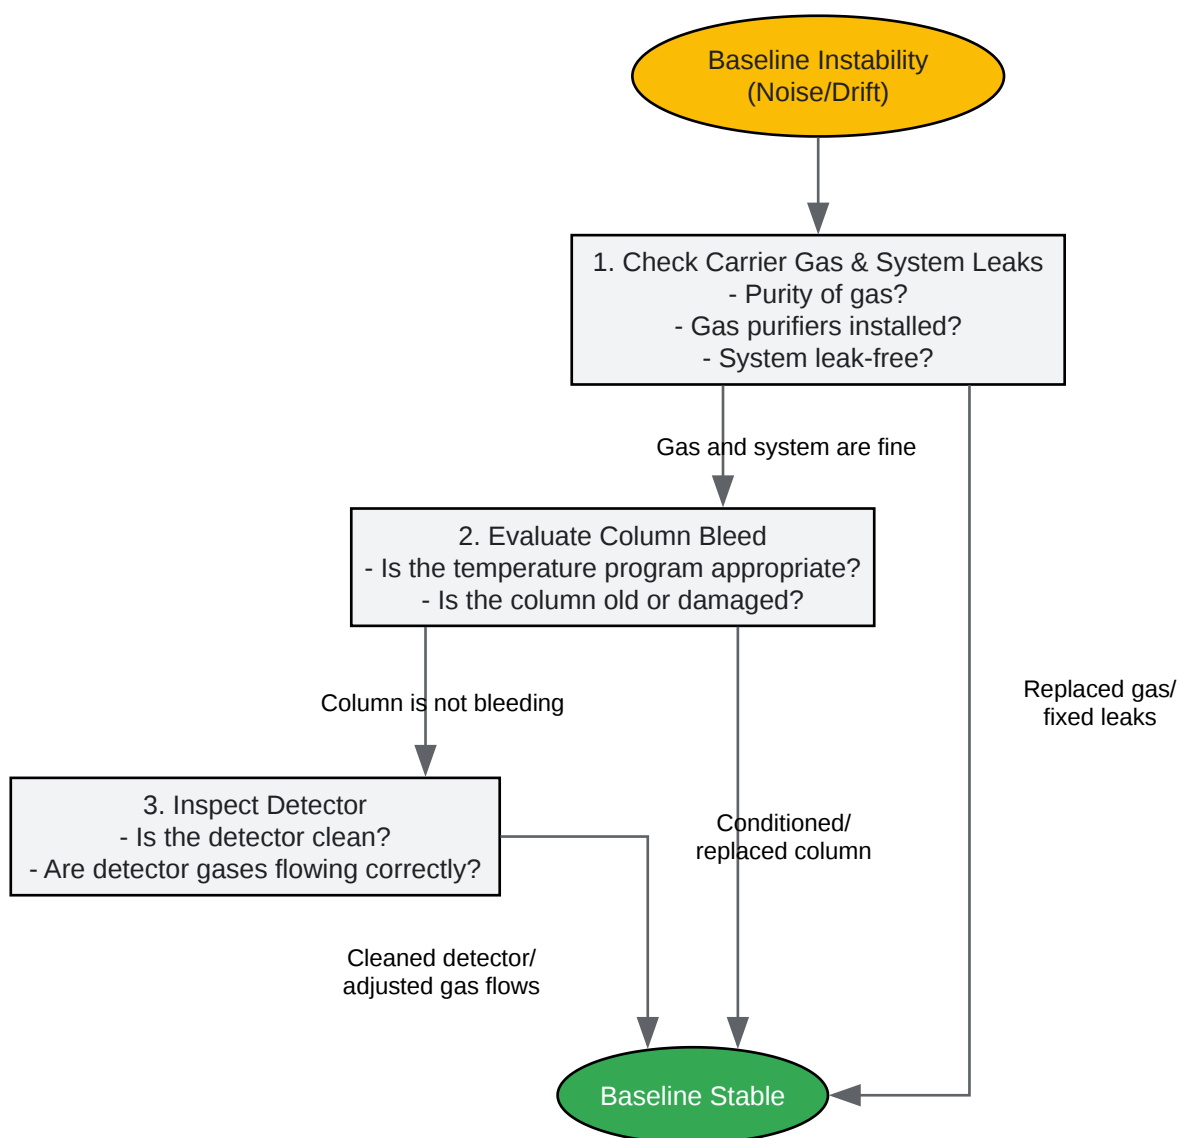 Baseline Instability
(Noise/Drift)
1. Check Carrier Gas & System Leaks
- Purity of gas?
- Gas purifiers installed?
- System leak-free?
Gas and system are fine
2. Evaluate Column Bleed
- Is the temperature program appropriate?
- Is the column old or damaged?
Column is not bleeding
Replaced gas/
fixed leaks
3. Inspect Detector
- Is the detector clean?
- Are detector gases flowing correctly?
Conditioned/
replaced column
Cleaned detector/
adjusted gas flows
Baseline Stable